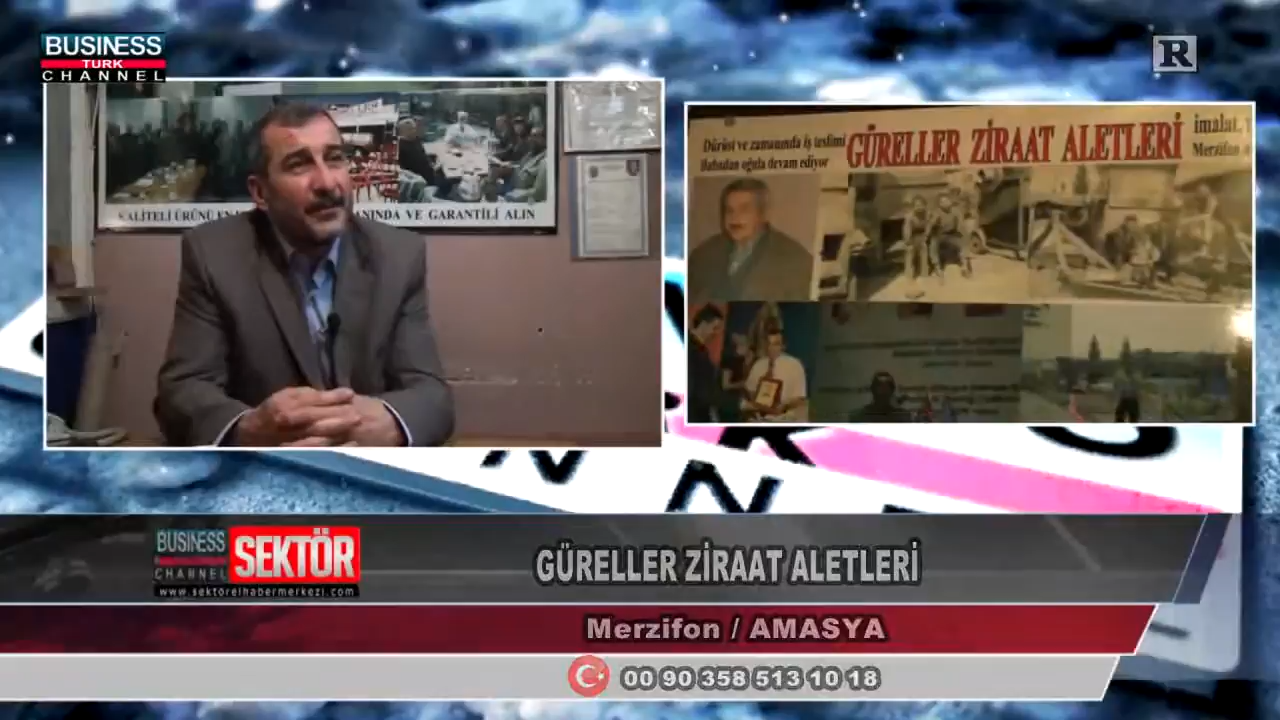 BUSINESS
TURK
CHANNEL
R
KALİTELİ ÜRÜNÜ
ANINDA VE GARANTİLİ ALIN
Dürüst ve zamanında iş teslimi
Babadan oğula devam ediyor
GÜRELLER ZİRAAT ALETLERİ
imalat,
Merzifon
BUSINESS
CHANNEL
SEKTÖR
www.sektorelhabermerkezi.com
GÜRELLER ZİRAAT ALETLERİ
Merzifon / AMASYA
00 90 358 513 10 18